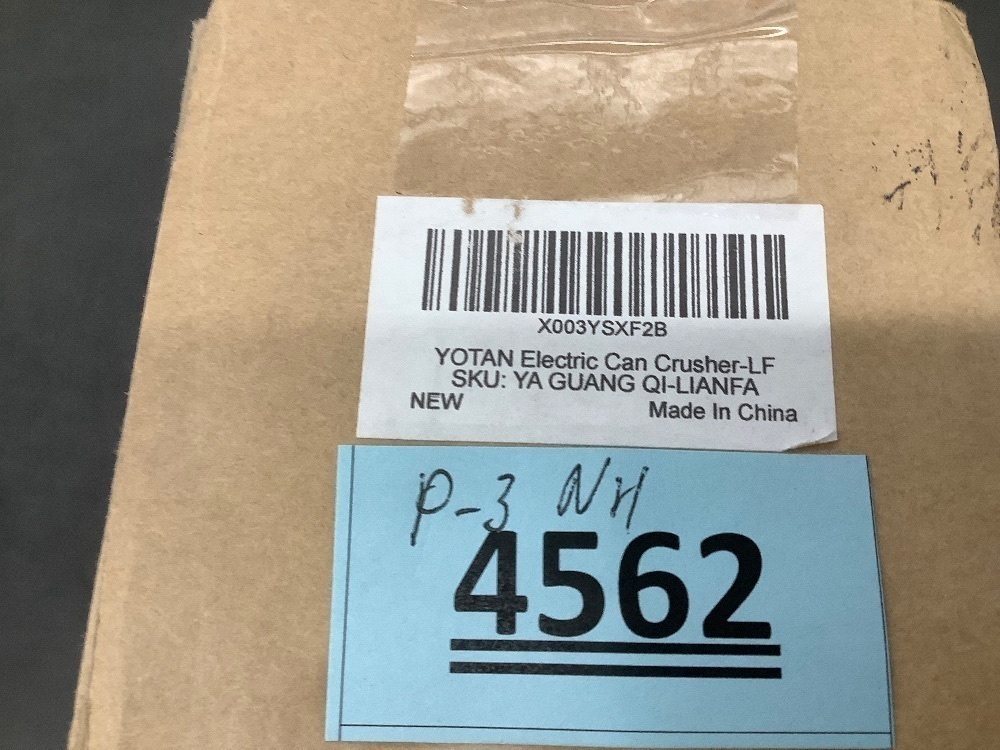 X003YSXF2B
YOTAN Electric Can Crusher-LF
SKU: YA GUANG QI-LIANFA
NEW Made In China
P-3 NH
4562